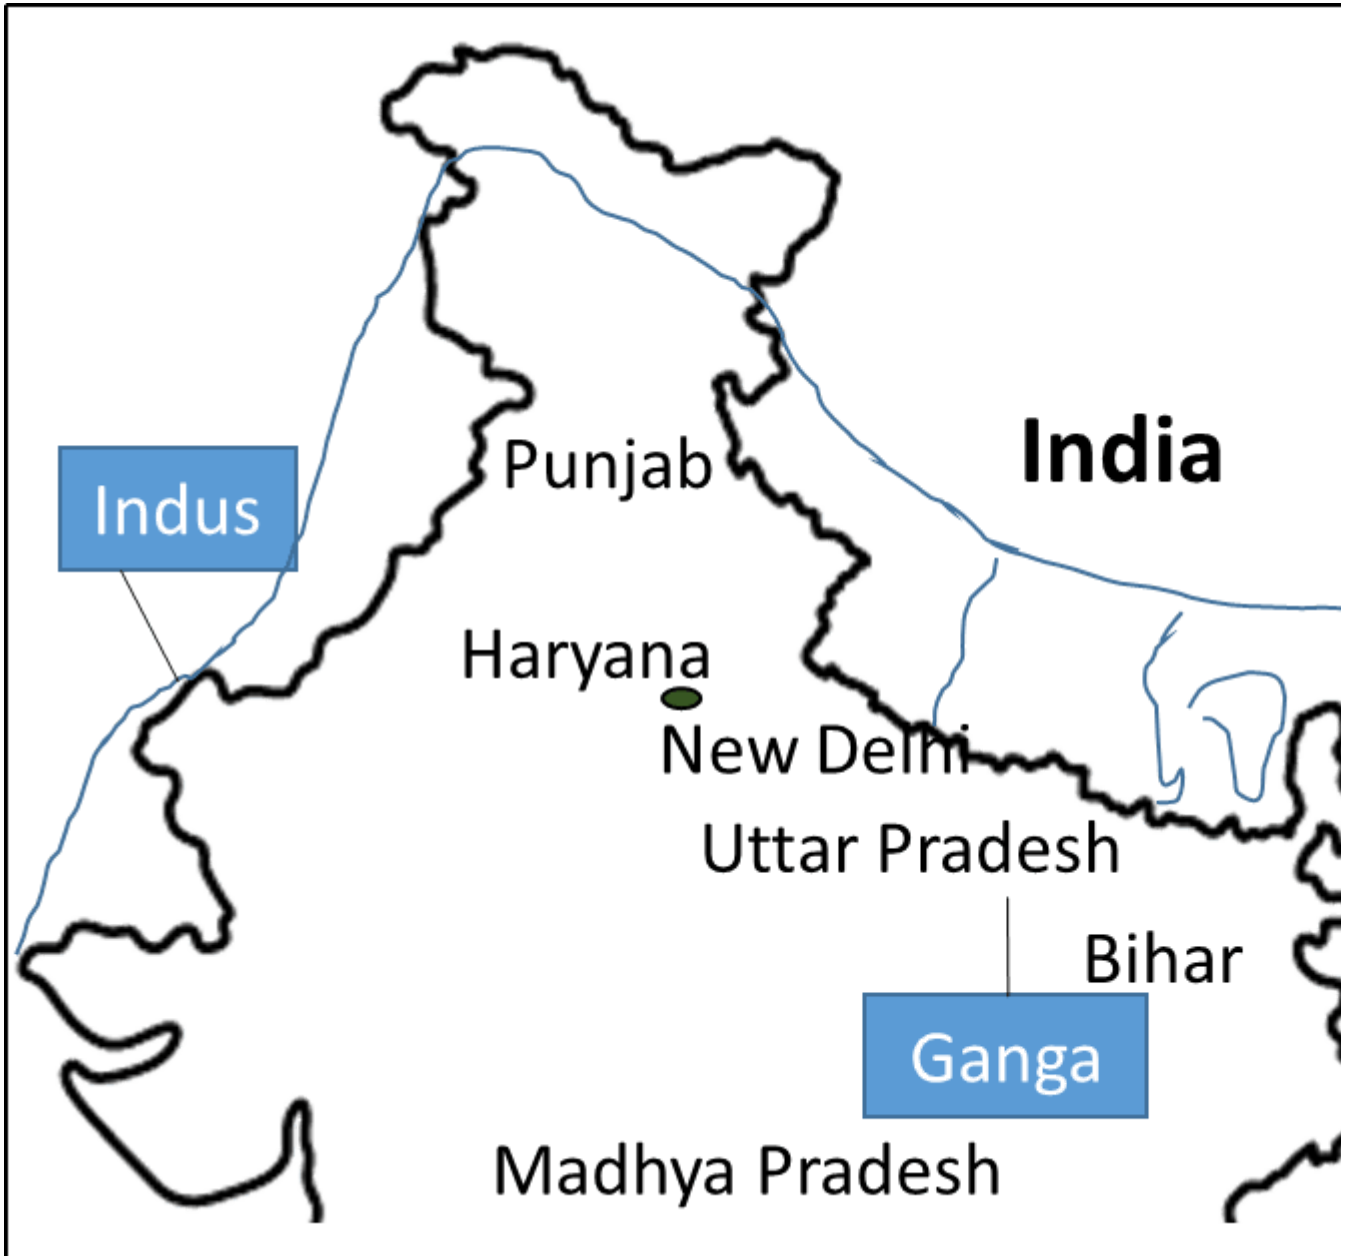 India
Punjab
Indus
Haryana
New Delhi
Uttar Pradesh
Bihar
Ganga
Madhya Pradesh